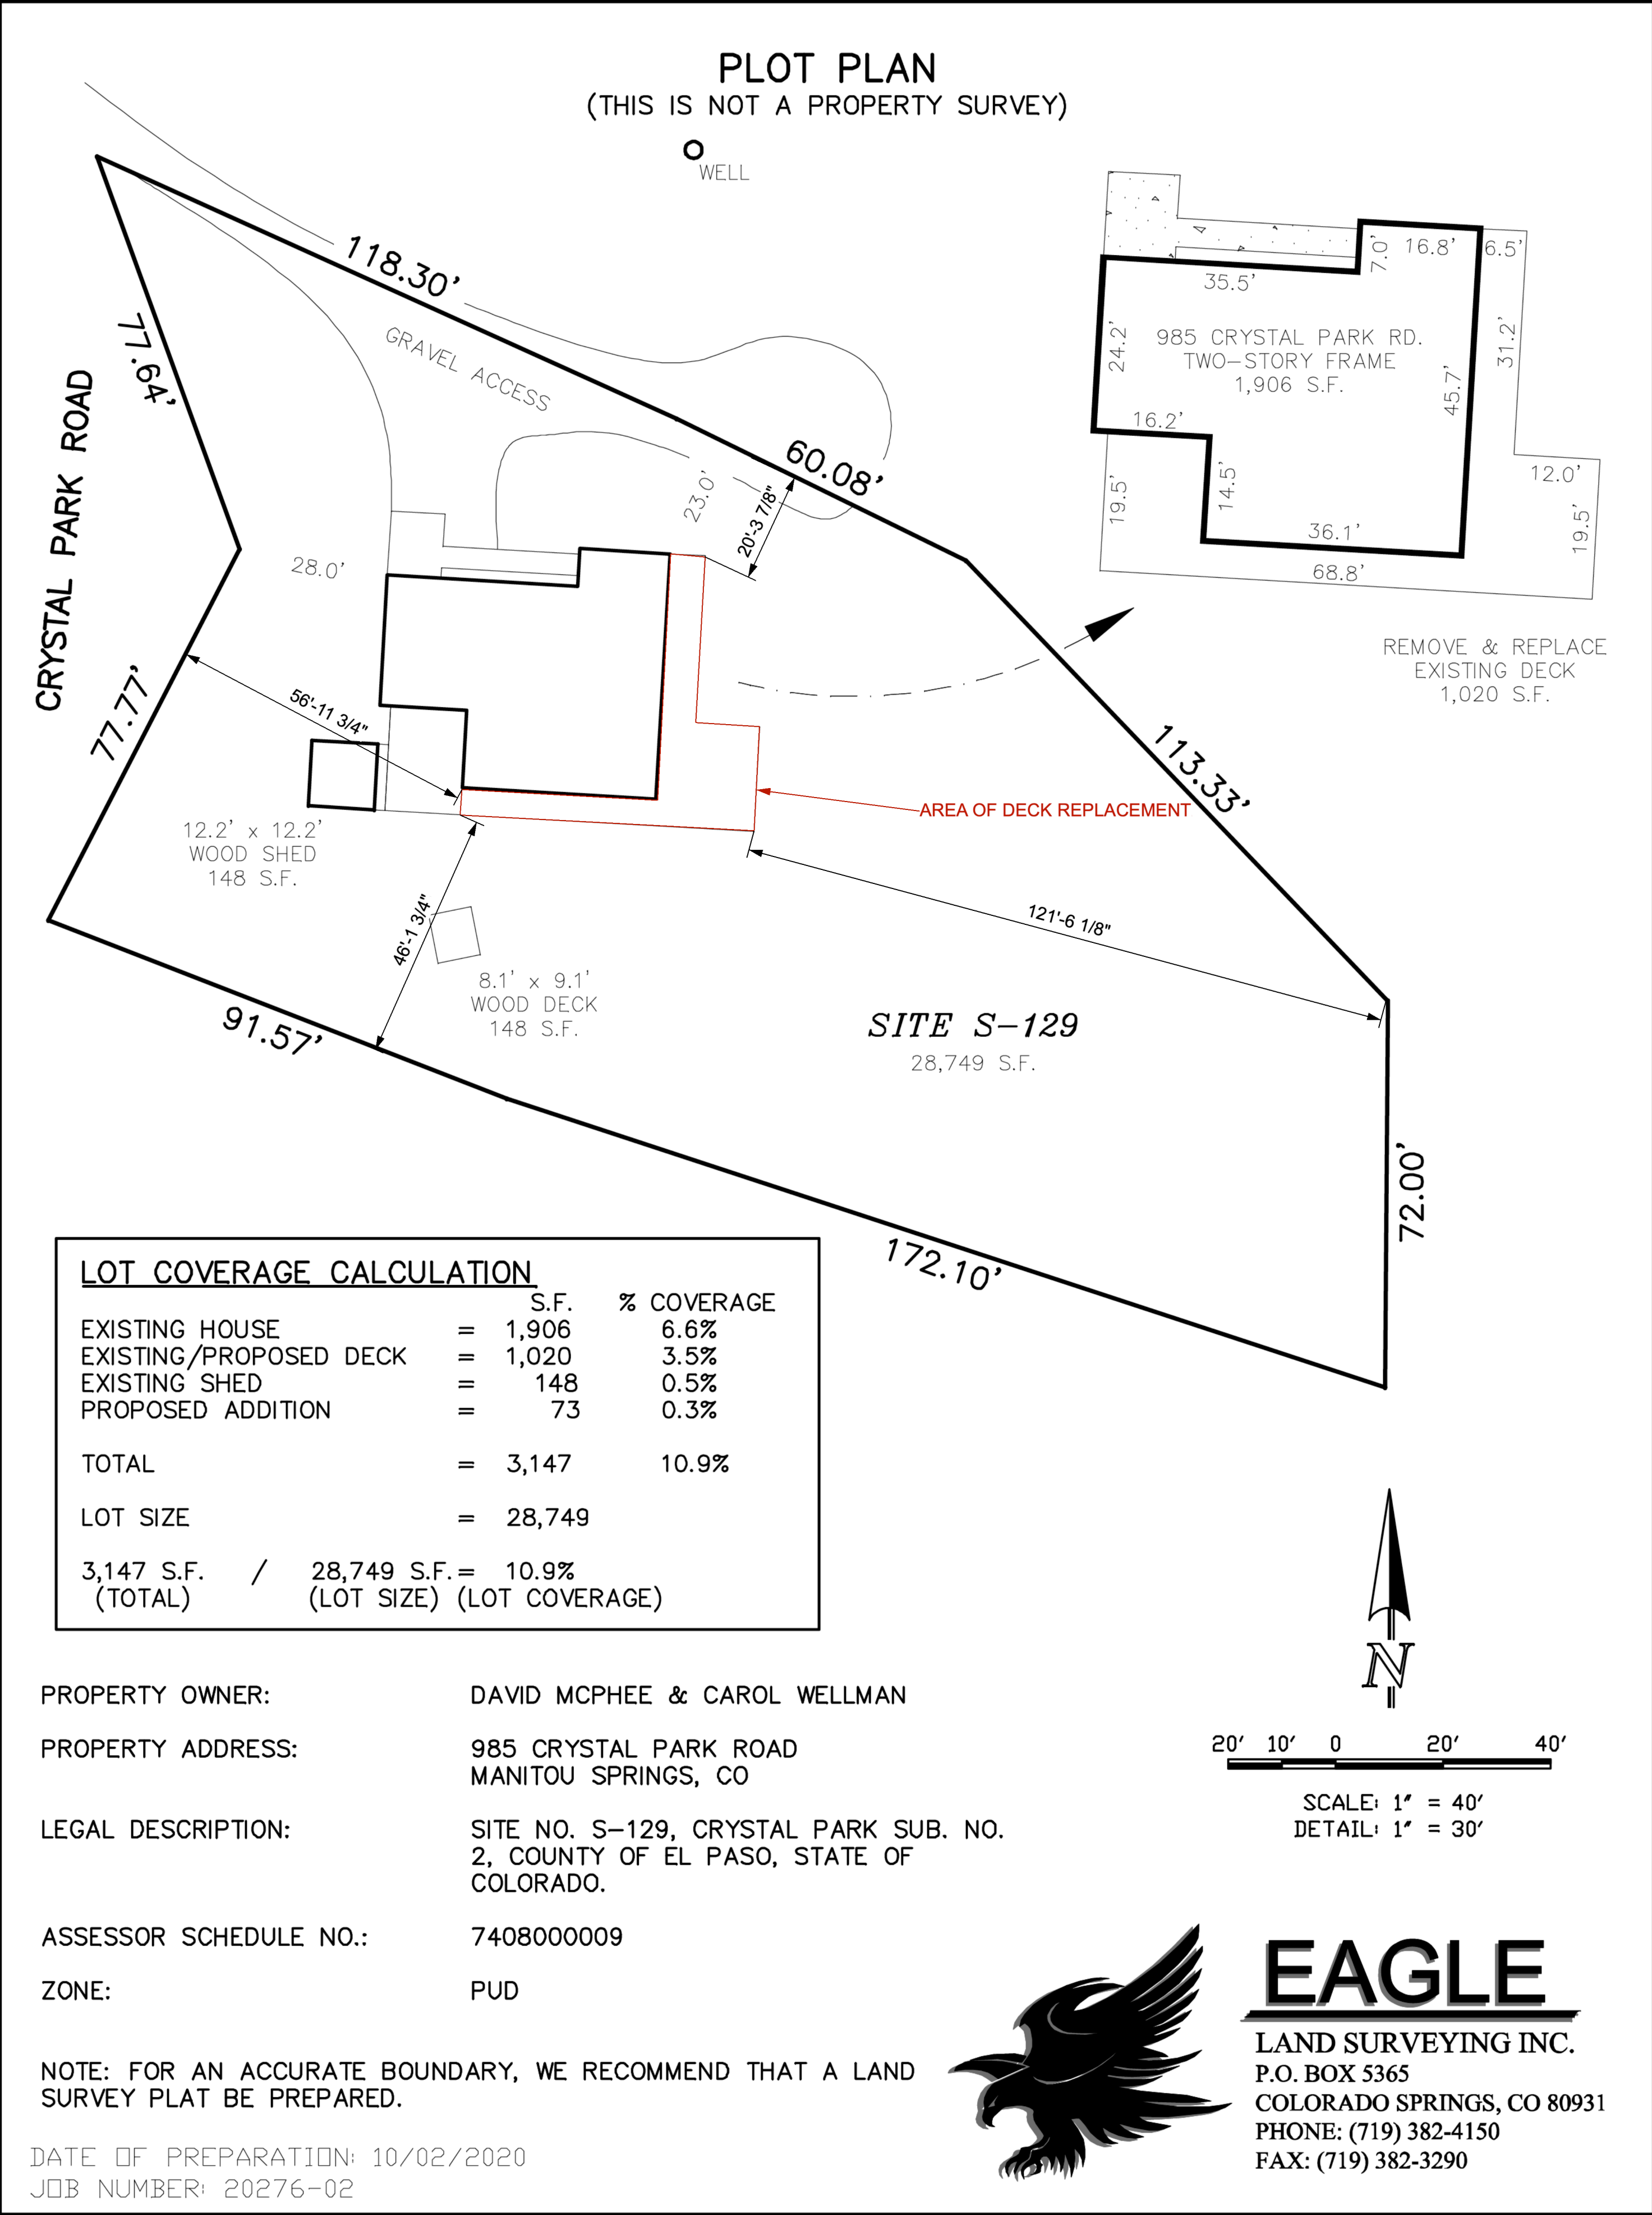 PLOT PLAN
(THIS IS NOT A PROPERTY SURVEY)
WELL
118.30'
GRAVEL ACCESS
77.64'
CRYSTAL PARK ROAD
77.77'
60.08'
23.0'
20'-3 7/8"
28.0'
56'-11 3/4"
7.0'
16.8'
6.5'
35.5'
24.2'
985 CRYSTAL PARK RD.
TWO-STORY FRAME
1,906 S.F.
31.2'
45.7'
16.2'
19.5'
14.5'
36.1'
12.0'
19.5'
68.8'
REMOVE & REPLACE
EXISTING DECK
1,020 S.F.
113.33'
AREA OF DECK REPLACEMENT
12.2' x 12.2'
WOOD SHED
148 S.F.
46'-1 3/4"
121'-6 1/8"
8.1' x 9.1'
WOOD DECK
148 S.F.
SITE S-129
28,749 S.F.
91.57'
172.10'
72.00'
LOT COVERAGE CALCULATION
S.F. % COVERAGE
EXISTING HOUSE = 1,906 6.6%
EXISTING/PROPOSED DECK = 1,020 3.5%
EXISTING SHED = 148 0.5%
PROPOSED ADDITION = 73 0.3%
TOTAL = 3,147 10.9%
LOT SIZE = 28,749
3,147 S.F. / 28,749 S.F. = 10.9%
(TOTAL) (LOT SIZE) (LOT COVERAGE)
N
20' 10' 0 20' 40'
SCALE: 1" = 40'
DETAIL: 1" = 30'
PROPERTY OWNER: DAVID MCPHEE & CAROL WELLMAN
PROPERTY ADDRESS: 985 CRYSTAL PARK ROAD
MANITOU SPRINGS, CO
LEGAL DESCRIPTION: SITE NO. S-129, CRYSTAL PARK SUB. NO.
2, COUNTY OF EL PASO, STATE OF
COLORADO.
ASSESSOR SCHEDULE NO.: 7408000009
ZONE: PUD
NOTE: FOR AN ACCURATE BOUNDARY, WE RECOMMEND THAT A LAND
SURVEY PLAT BE PREPARED.
DATE OF PREPARATION: 10/02/2020
JOB NUMBER: 20276-02
EAGLE
LAND SURVEYING INC.
P.O. BOX 5365
COLORADO SPRINGS, CO 80931
PHONE: (719) 382-4150
FAX: (719) 382-3290